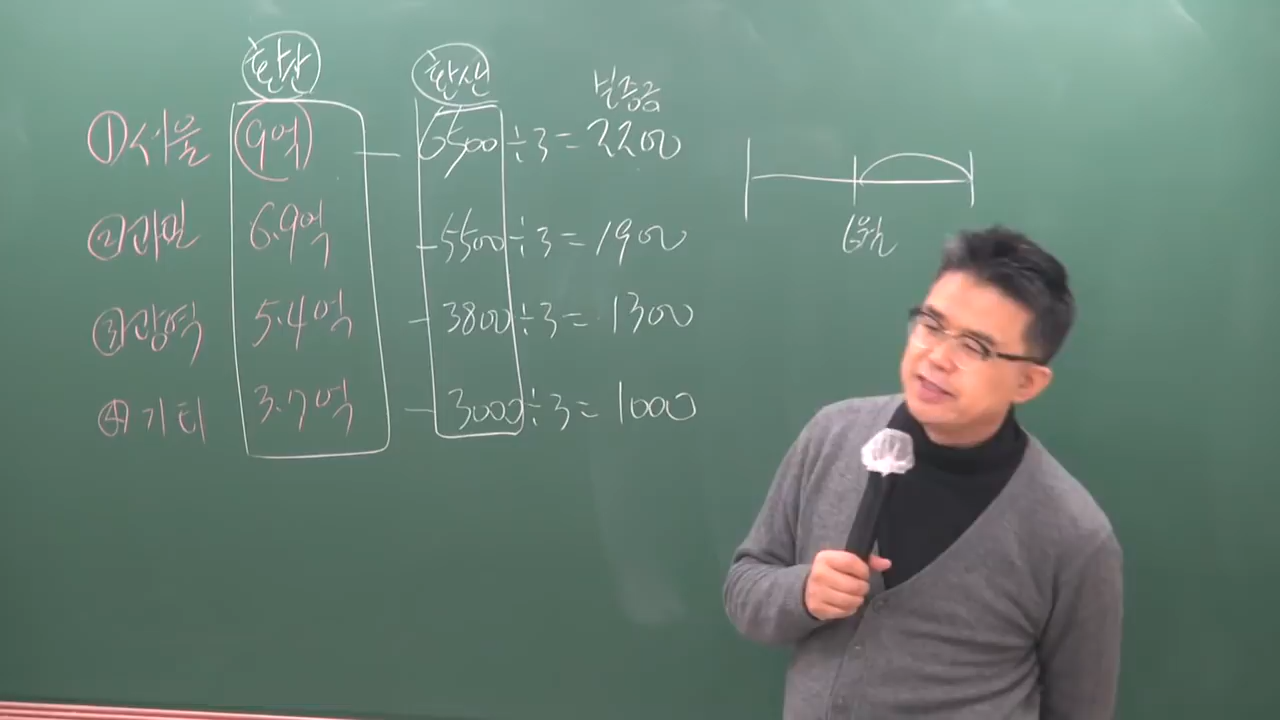 환산 환산 보증금
①서울 9억 — 6500÷3=2200
②과밀 6.9억 - 5500÷3=1900
③광역 5.4억 - 3800÷3=1300
④기타 3.7억 - 3000÷3=1000
6월